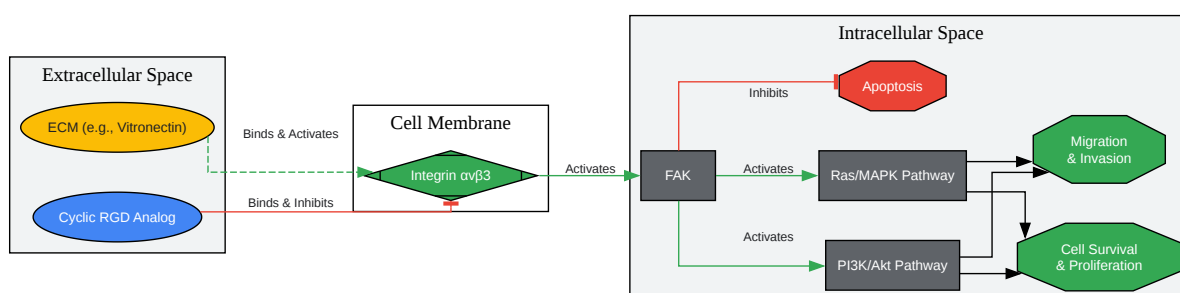 Extracellular Space
ECM (e.g., Vitronectin)
Cyclic RGD Analog
Binds & Activates
Binds & Inhibits
Cell Membrane
Integrin αvβ3
Activates
Intracellular Space
FAK
Inhibits
Apoptosis
Activates
Ras/MAPK Pathway
Activates
PI3K/Akt Pathway
Migration
& Invasion
Cell Survival
& Proliferation